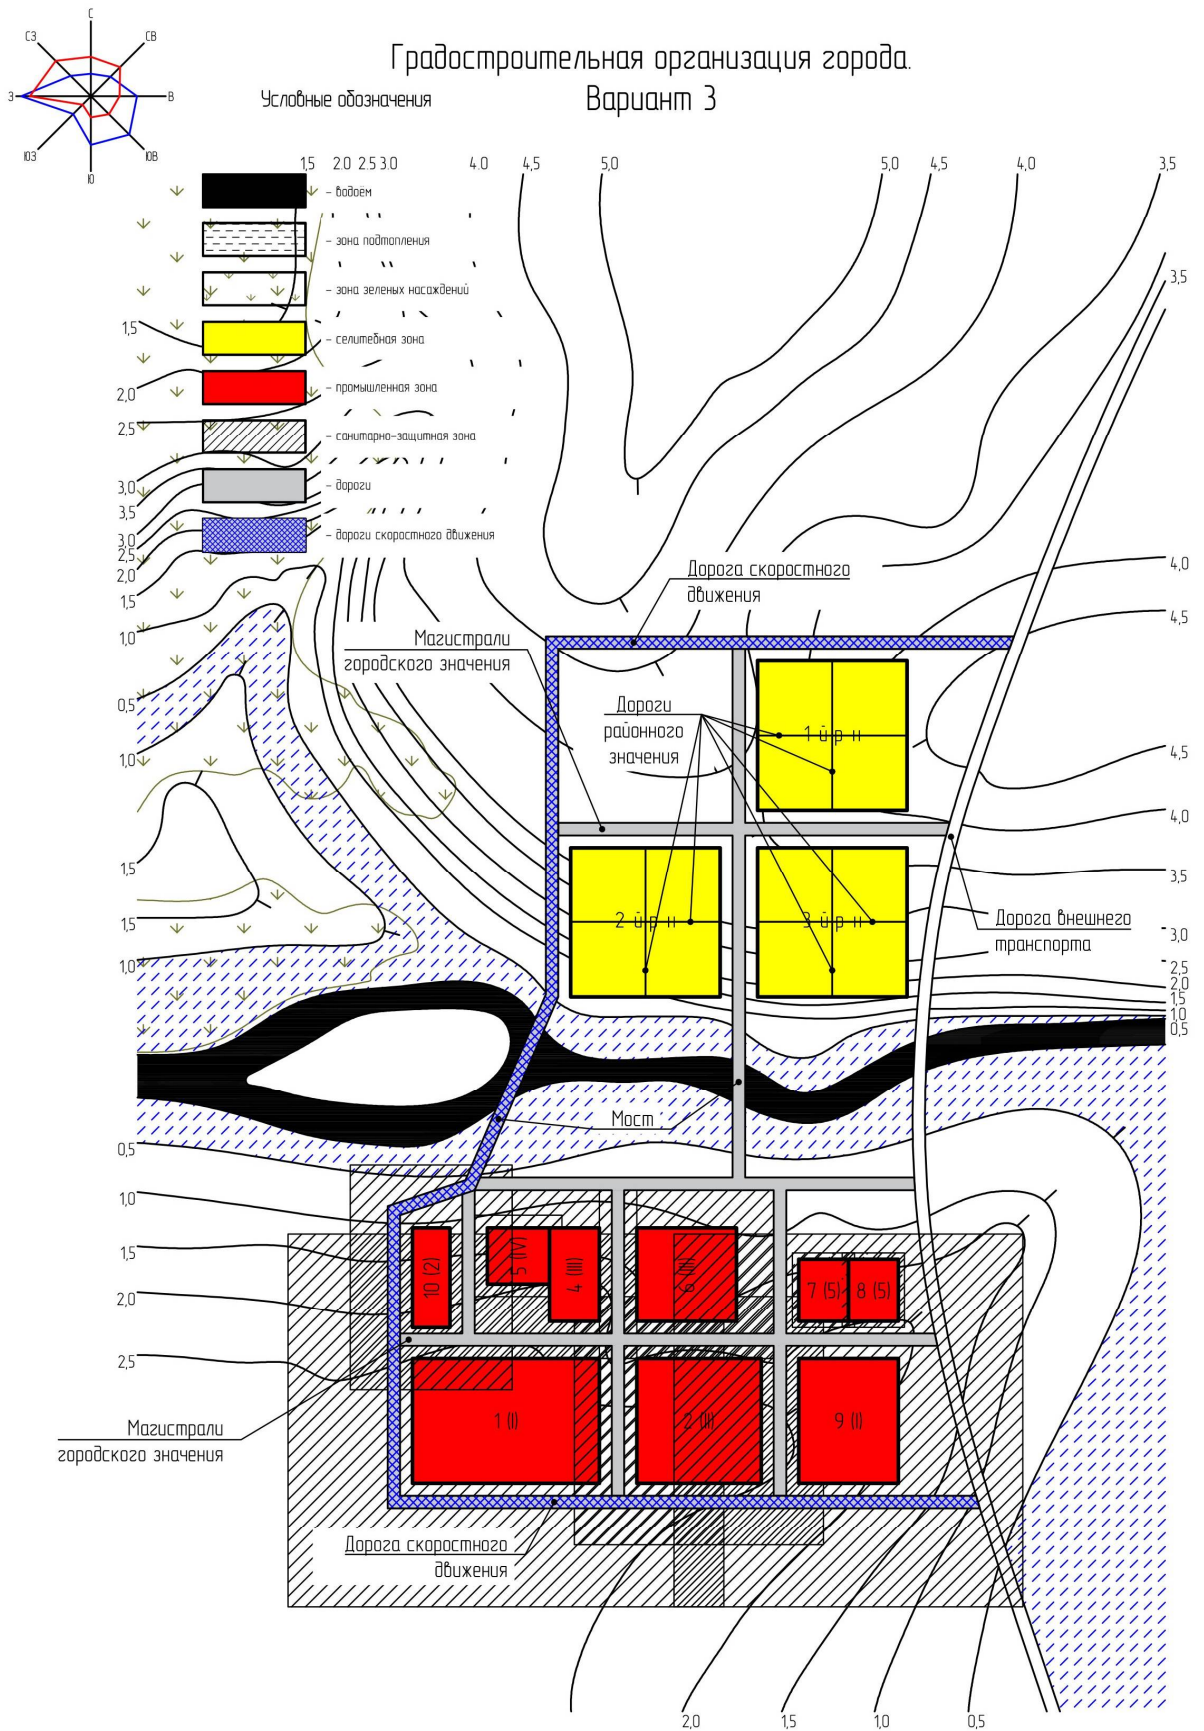 С
СЗ
СВ
З
В
ЮЗ
ЮВ
Ю
Градостроительная организация города.
Вариант 3
Условные обозначения
1,5
2.0
2.5
3.0
4.0
4,5
5,0
5,0
4,5
4,0
3,5
– водоём
– зона подтопления
– зона зеленых насаждений
– селитебная зона
– промышленная зона
– санитарно-защитная зона
– дороги
– дороги скоростного движения
1,5
2,0
2,5
3,0
3,5
3,0
2,5
2,0
1,5
1,0
0,5
1,0
1,5
1,5
1,0
0,5
1,0
1,5
2,0
2,5
3,5
4,0
4,5
4,5
4,0
3,5
3,0
2,5
2,0
1,5
1,0
0,5
Дорога скоростного
движения
Магистрали
городского значения
Дороги
районного
значения
1 й р н
2 й р н
3 й р н
Дорога внешнего
транспорта
Мост
10 (2)
5 (IV)
4 (III)
6 (III)
7 (5)
8 (5)
1 (I)
2 (II)
9 (I)
Магистрали
городского значения
Дорога скоростного
движения
2,0
1,5
1,0
0,5